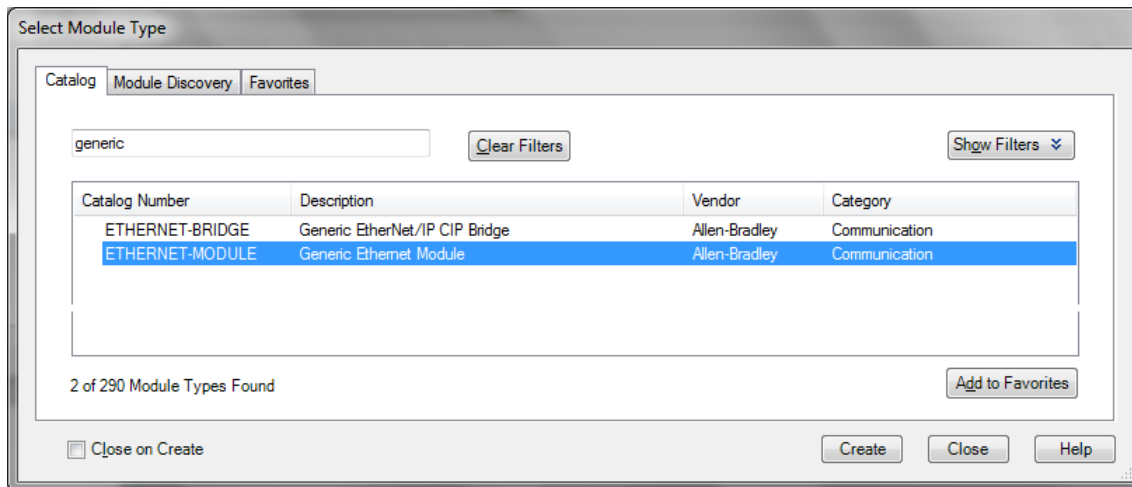 Select Module Type
Catalog Module Discovery Favorites
generic Clear Filters Show Filters
Catalog Number Description Vendor Category
ETHERNET-BRIDGE Generic EtherNet/IP CIP Bridge Allen-Bradley Communication
ETHERNET-MODULE Generic Ethernet Module Allen-Bradley Communication
2 of 290 Module Types Found Add to Favorites
Close on Create Create Close Help